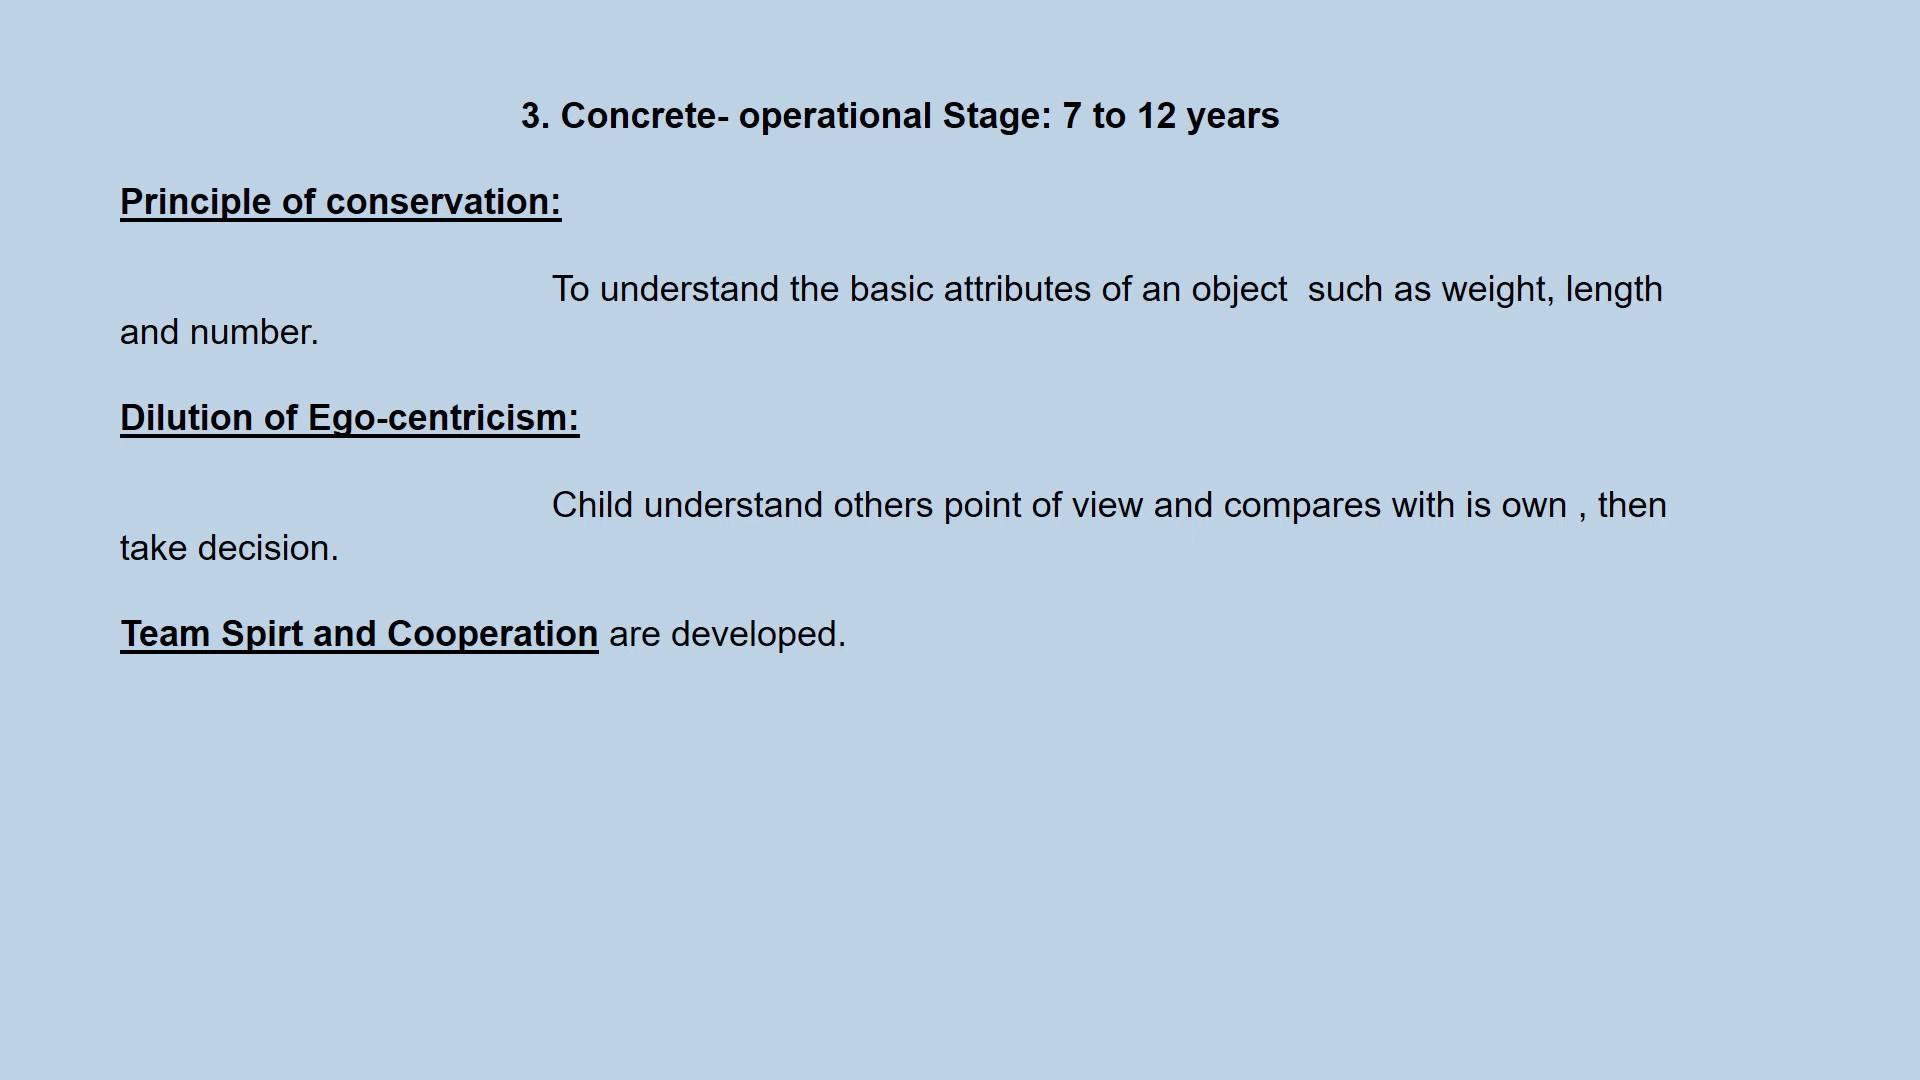 3. Concrete- operational Stage: 7 to 12 years
Principle of conservation:
To understand the basic attributes of an object  such as weight, length
and number.
Dilution of Ego-centricism:
Child understand others point of view and compares with is own , then
take decision.
Team Spirt and Cooperation are developed.